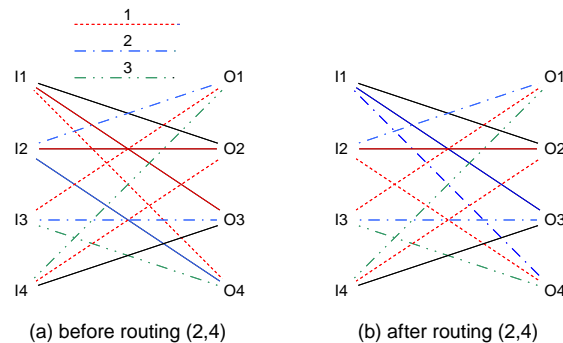 1
2
3
I1 O1 I1 O1
I2 O2 I2 O2
I3 O3 I3 O3
I4 O4 I4 O4
(a) before routing (2,4) (b) after routing (2,4)